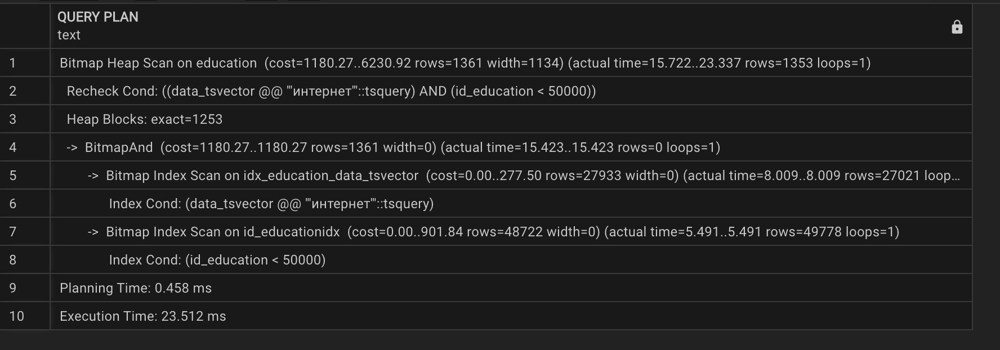 QUERY PLAN
text
1 Bitmap Heap Scan on education (cost=1180.27..6230.92 rows=1361 width=1134) (actual time=15.722..23.337 rows=1353 loops=1)
2 Recheck Cond: ((data_tsvector @@ '''интернет'''::tsquery) AND (id_education < 50000))
3 Heap Blocks: exact=1253
4 -> BitmapAnd (cost=1180.27..1180.27 rows=1361 width=0) (actual time=15.423..15.423 rows=0 loops=1)
5 -> Bitmap Index Scan on idx_education_data_tsvector (cost=0.00..277.50 rows=27933 width=0) (actual time=8.009..8.009 rows=27021 loop...
6 Index Cond: (data_tsvector @@ '''интернет'''::tsquery)
7 -> Bitmap Index Scan on id_educationidx (cost=0.00..901.84 rows=48722 width=0) (actual time=5.491..5.491 rows=49778 loops=1)
8 Index Cond: (id_education < 50000)
9 Planning Time: 0.458 ms
10 Execution Time: 23.512 ms